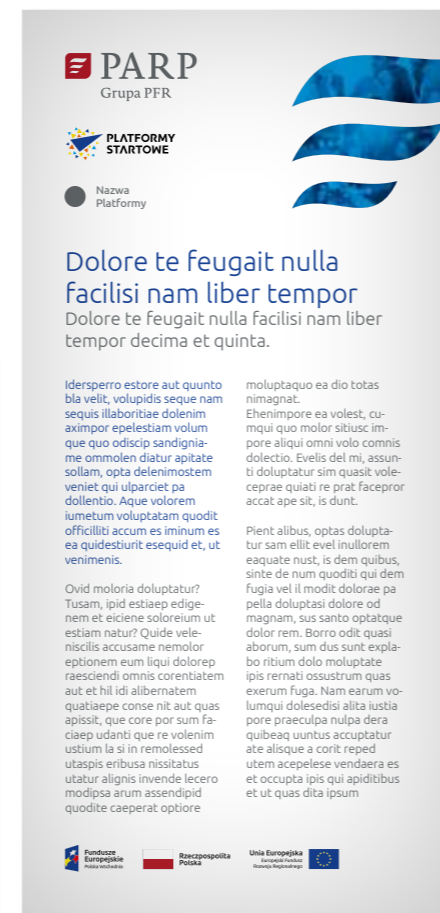 PARP
Grupa PFR
PLATFORMY
STARTOWE
Nazwa
Platformy
Dolore te feugait nulla
facilisi nam liber tempor
Dolore te feugait nulla facilisi nam liber
tempor decima et quinta.
Idersperro estore aut quunto
bla velit, volupidis seque nam
sequis illaboritiae dolenim
aximpor epelestiam volum
que quo odiscip sandignia-
me ommolen diatur apitate
sollam, opta delenimostem
veniet qui ulparciet pa
dollentio. Aque volorem
iumetum voluptatam quodit
officilliti accum es iminum es
ea quidestiurit esequid et, ut
venimenis.
Ovid moloria doluptatur?
Tusam, ipid estiaep edige-
nem et eiciene soloreium ut
estiam natur? Quide vele-
niscilis accusame nemolor
eptionem eum liqui dolorep
raesciendi omnis corentiatem
aut et hil idi alibernatem
quatiaepe conse nit aut quas
apissit, que core por sum fa-
ciaep udanti que re volenim
ustium la si in remolessed
utaspis eribusa nissitatus
utatur alignis invende lecero
modipsa arum assendipid
quodite caeperat optiore
moluptaquo ea dio totas
nimagnat.
Ehenimpore ea volest, cu-
mqui quo molor sitiusc im-
pore aliqui omni volo comnis
dolectio. Evelis del mi, assun-
ti doluptatur sim quasit vole-
ceprae quiati re prat facepror
accat ape sit, is dunt.
Pient alibus, optas dolupta-
tur sam ellit evel inullorem
eaquate nust, is dem quibus,
sinte de num quoditi qui dem
fugia vel il modit dolorae pa
pella doluptasi dolore od
magnam, sus santo optatque
dolor rem. Borro odit quasi
aborum, sum dus sunt expla-
bo ritium dolo moluptate
ipis rernati ossustrum quas
exerum fuga. Nam earum vo-
lumqui dolesedisi alita iustia
pore praeculpa nulpa dera
quibeaq uuntus accuptatur
ate alisque a corit reped
utem acepelese vendaera es
et occupta ipis qui apiditibus
et ut quas dita ipsum
Fundusze
Europejskie
Polska Wschodnia
Rzeczpospolita
Polska
Unia Europejska
Europejski Fundusz
Rozwoju Regionalnego